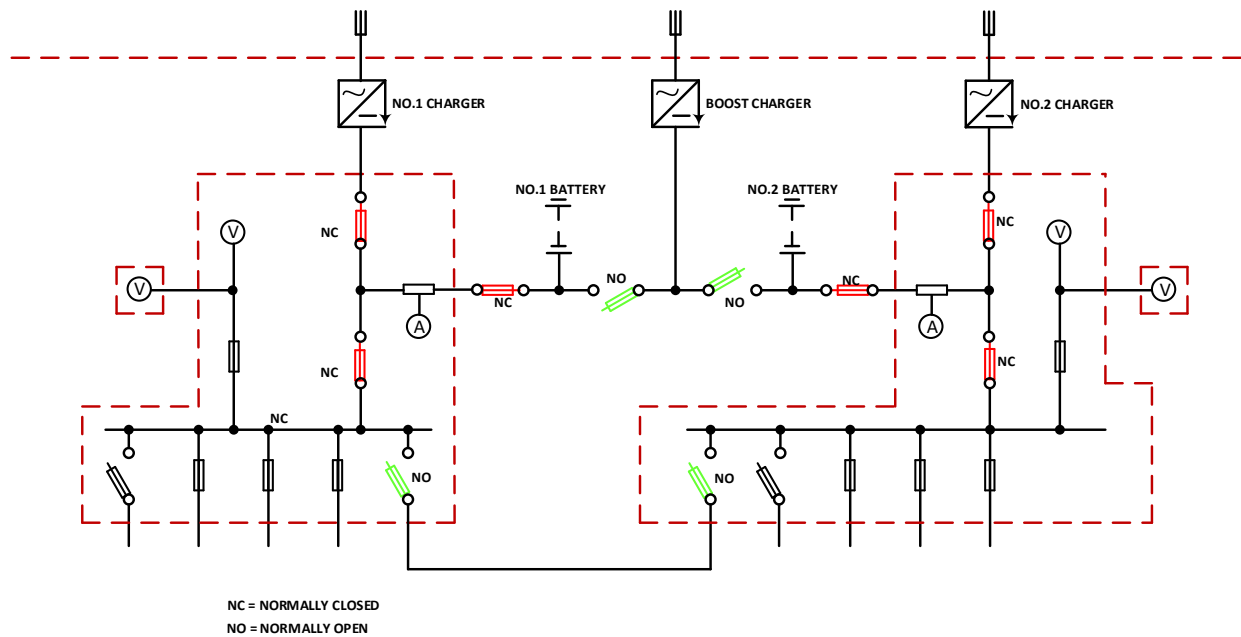 NO.1 CHARGER
BOOST CHARGER
NO.2 CHARGER
NO.1 BATTERY
NO.2 BATTERY
NC
NC
V
V
NO
V
V
NC
NO
NC
A
A
NC
NC
NC
NO
NO
NC = NORMALLY CLOSED
NO = NORMALLY OPEN